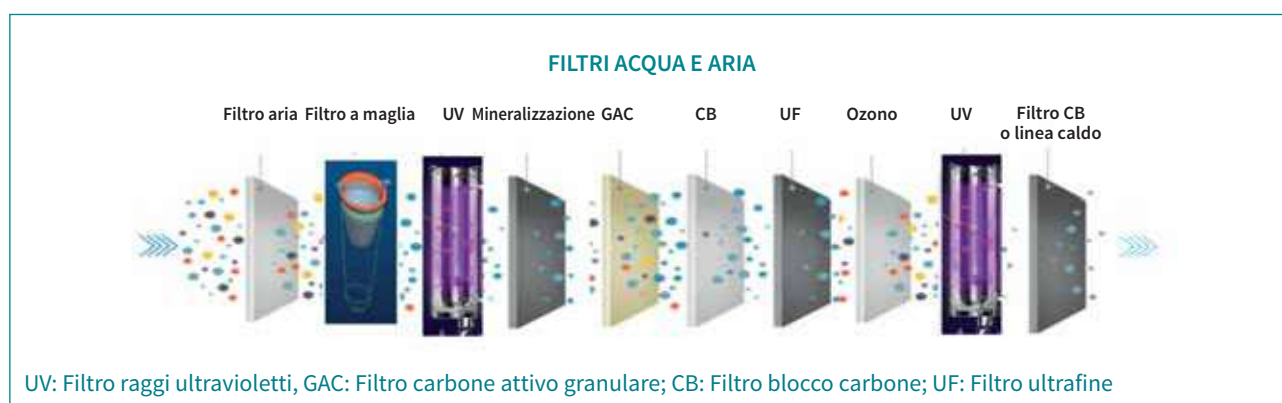 FILTRI ACQUA E ARIA
Filtro aria Filtro a maglia UV Mineralizzazione GAC CB UF Ozono UV Filtro CB
o linea caldo
UV: Filtro raggi ultravioletti, GAC: Filtro carbone attivo granulare; CB: Filtro blocco carbone; UF: Filtro ultrafine